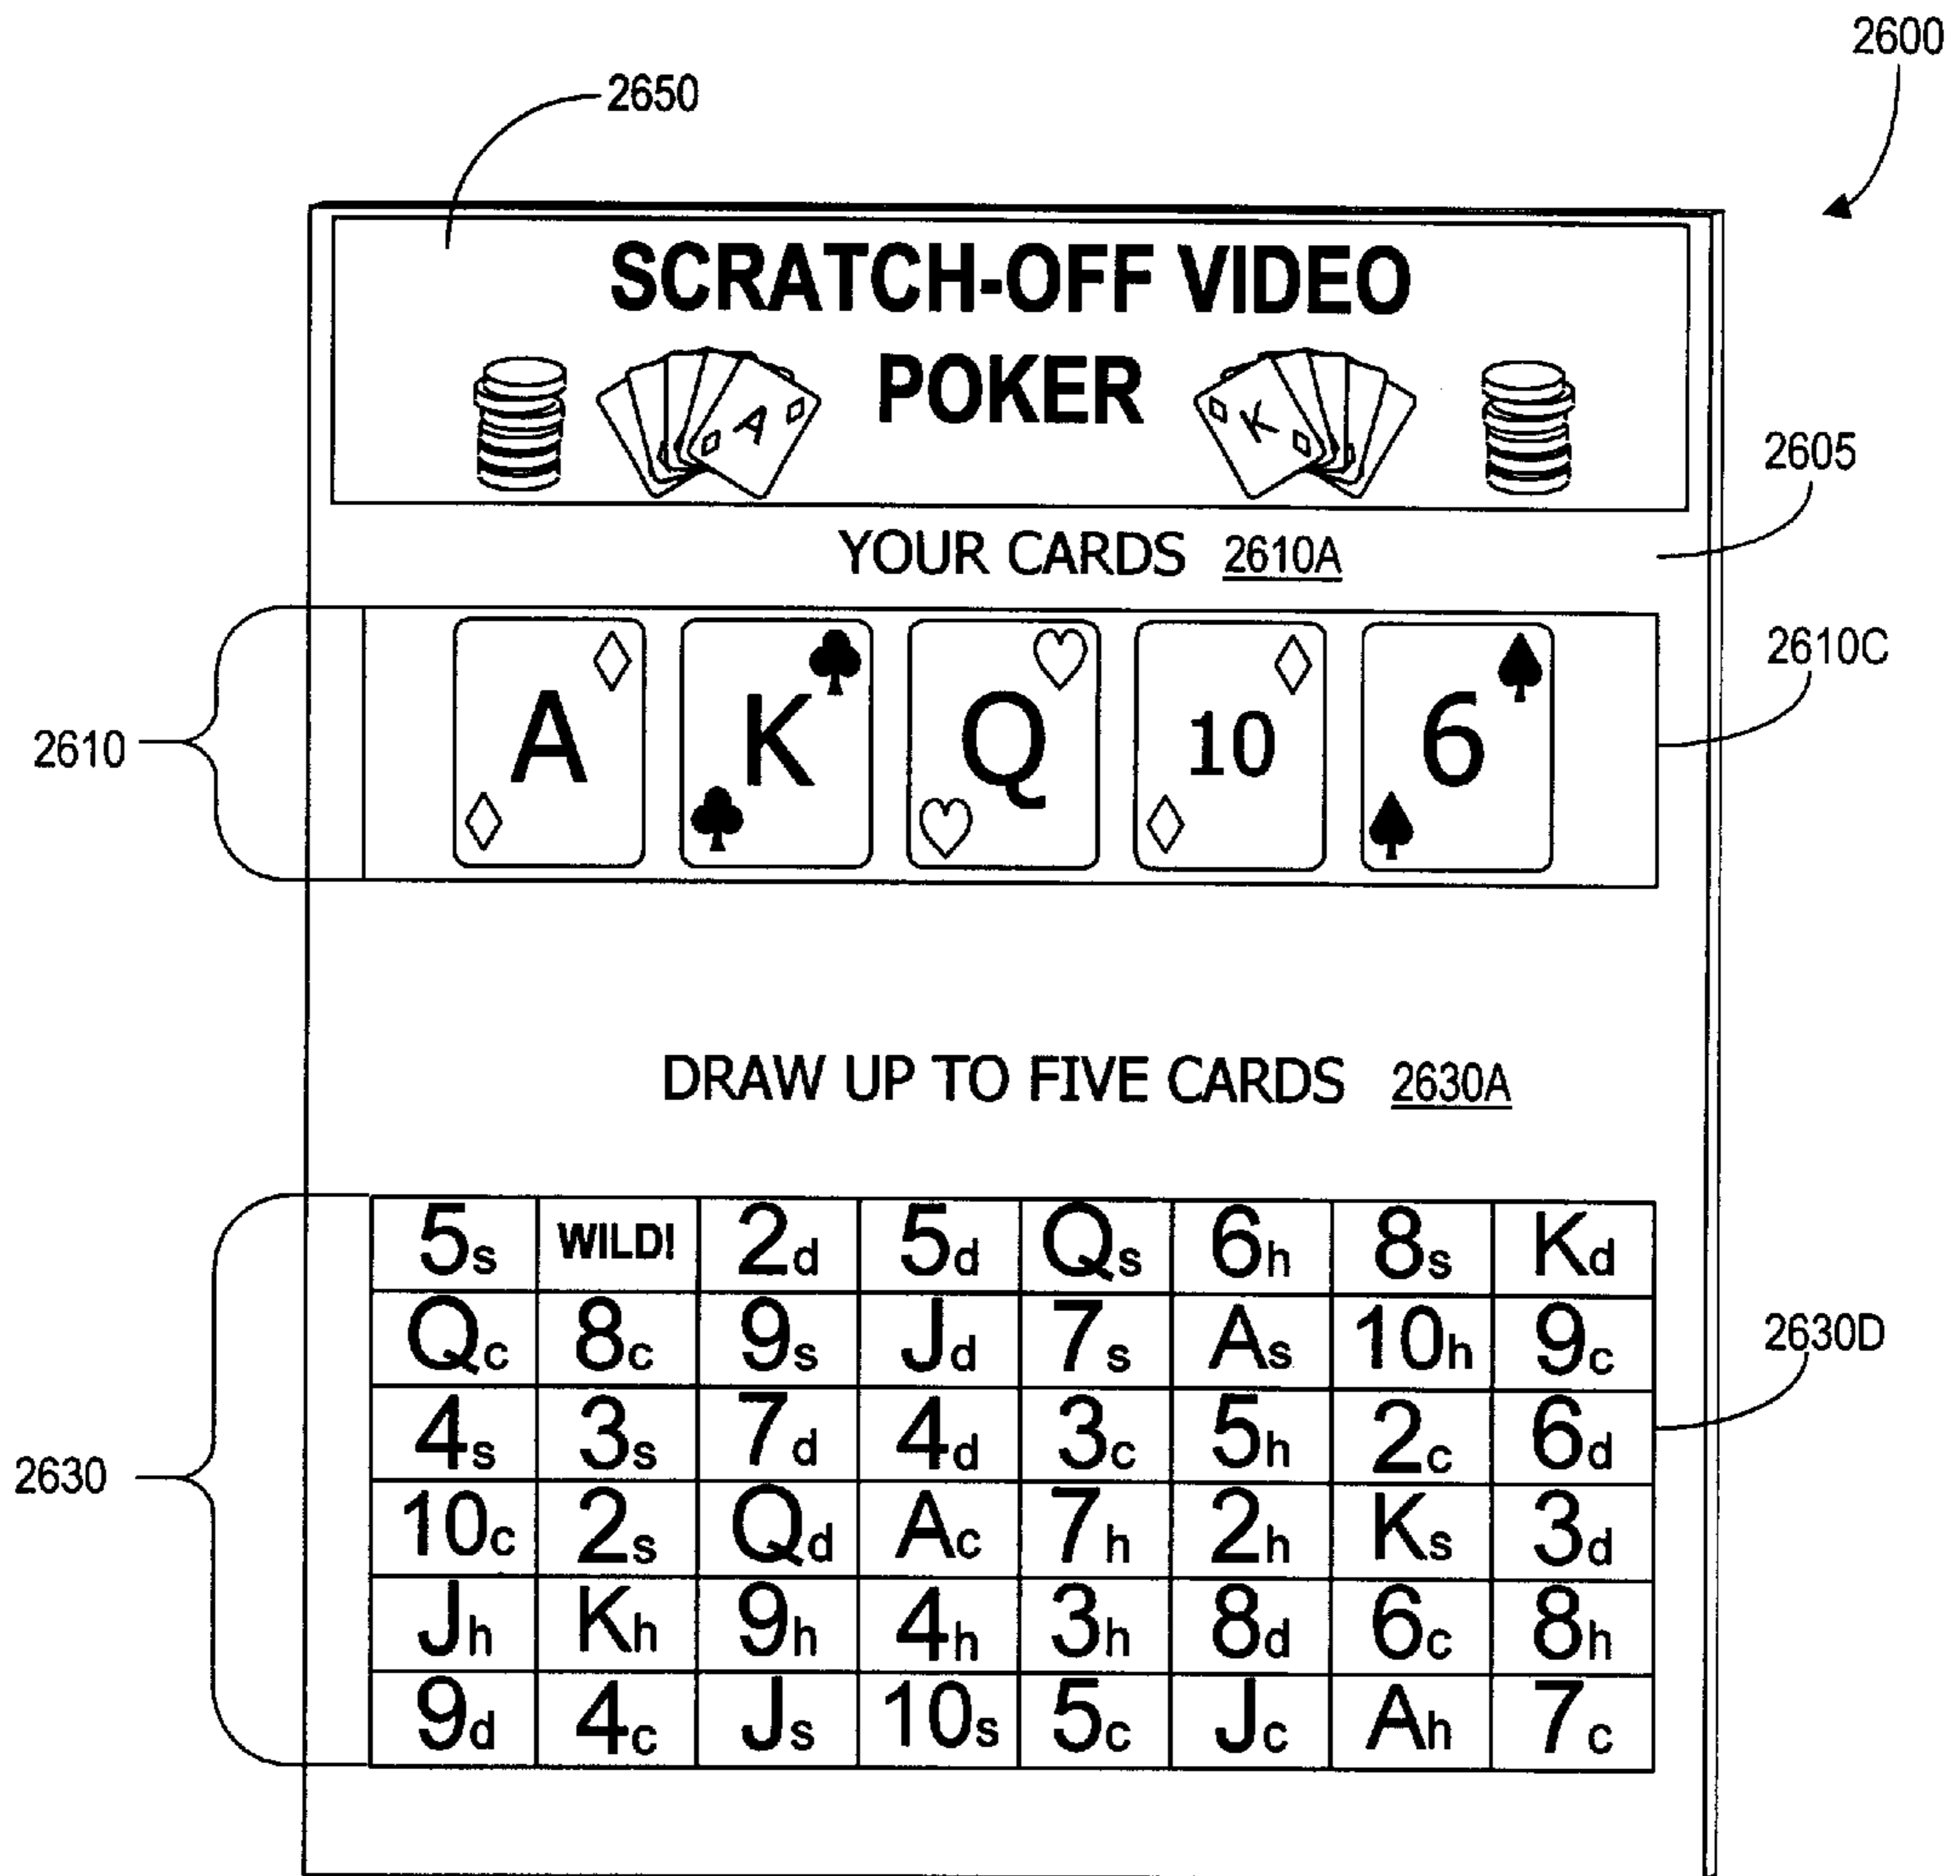 2600
2650
SCRATCH-OFF VIDEO
POKER
A
K
2605
YOUR CARDS 2610A
2610C
A K Q 10 6
2610
DRAW UP TO FIVE CARDS 2630A
5s WILD! 2d 5d Qs 6h 8s Kd
Qc 8c 9s Jd 7s As 10h 9c
2630D
4s 3s 7d 4d 3c 5h 2c 6d
2630
10c 2s Qd Ac 7h 2h Ks 3d
Jh Kh 9h 4h 3h 8d 6c 8h
9d 4c Js 10s 5c Jc Ah 7c